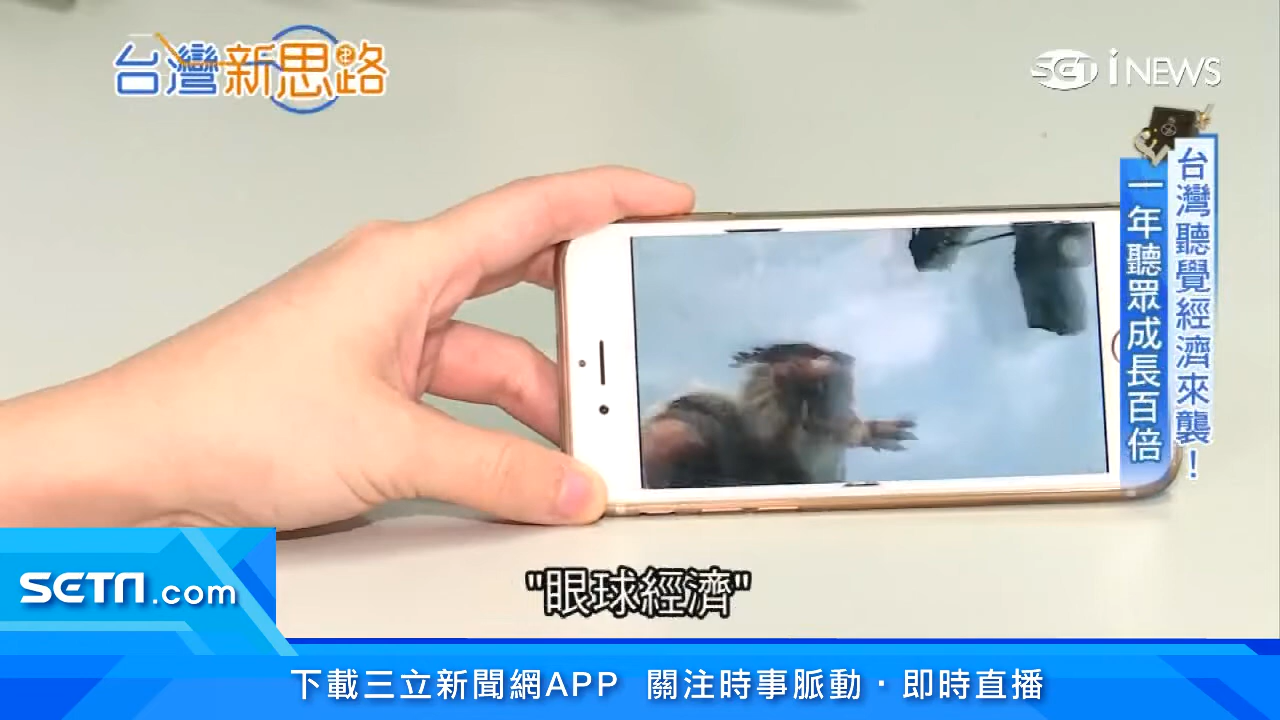 台灣新思路
SET iNEWS
台灣聽覺經濟來襲！
一年聽眾成長百倍
"眼球經濟"
SETN.com
下載三立新聞網APP 關注時事脈動・即時直播